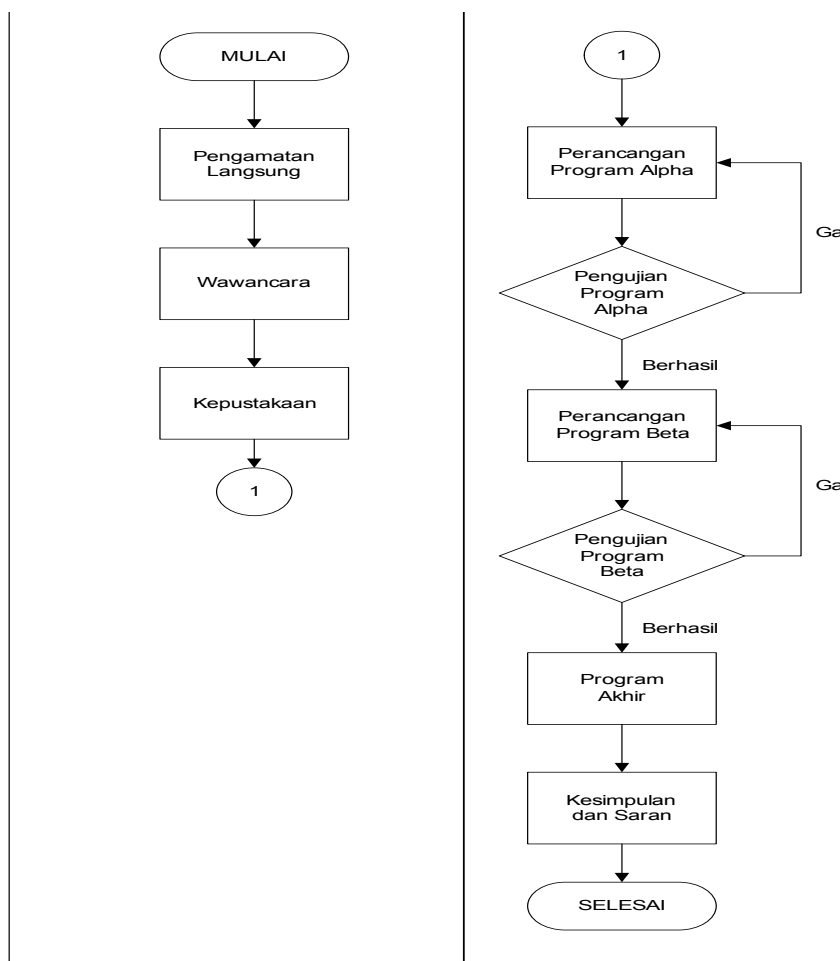 MULAI
Pengamatan
Langsung
Wawancara
Kepustakaan
1
1
Perancangan
Program Alpha
Pengujian
Program
Alpha
Berhasil
Perancangan
Program Beta
Pengujian
Program
Beta
Berhasil
Program
Akhir
Kesimpulan
dan Saran
SELESAI